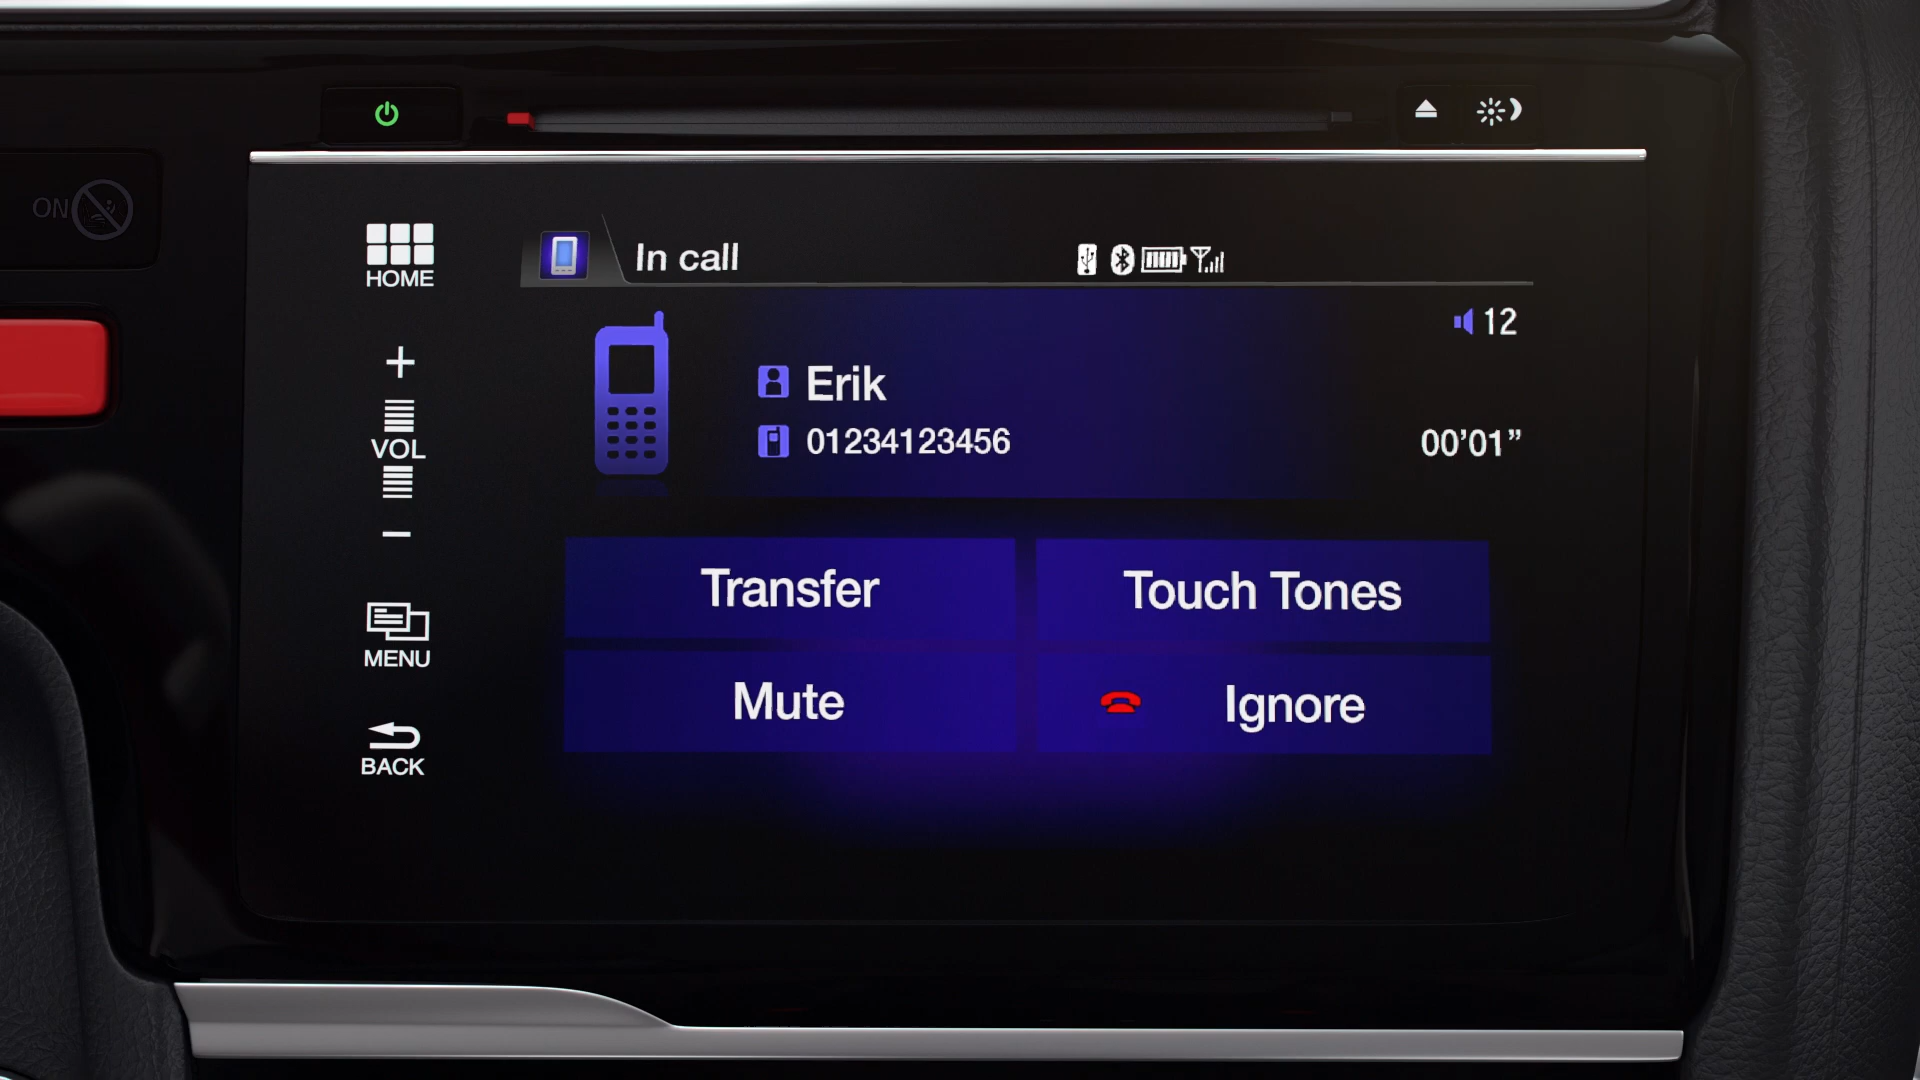 ON
HOME
In call
12
+
Erik
VOL
01234123456
00’01”
−
Transfer
Touch Tones
MENU
Mute
Ignore
BACK